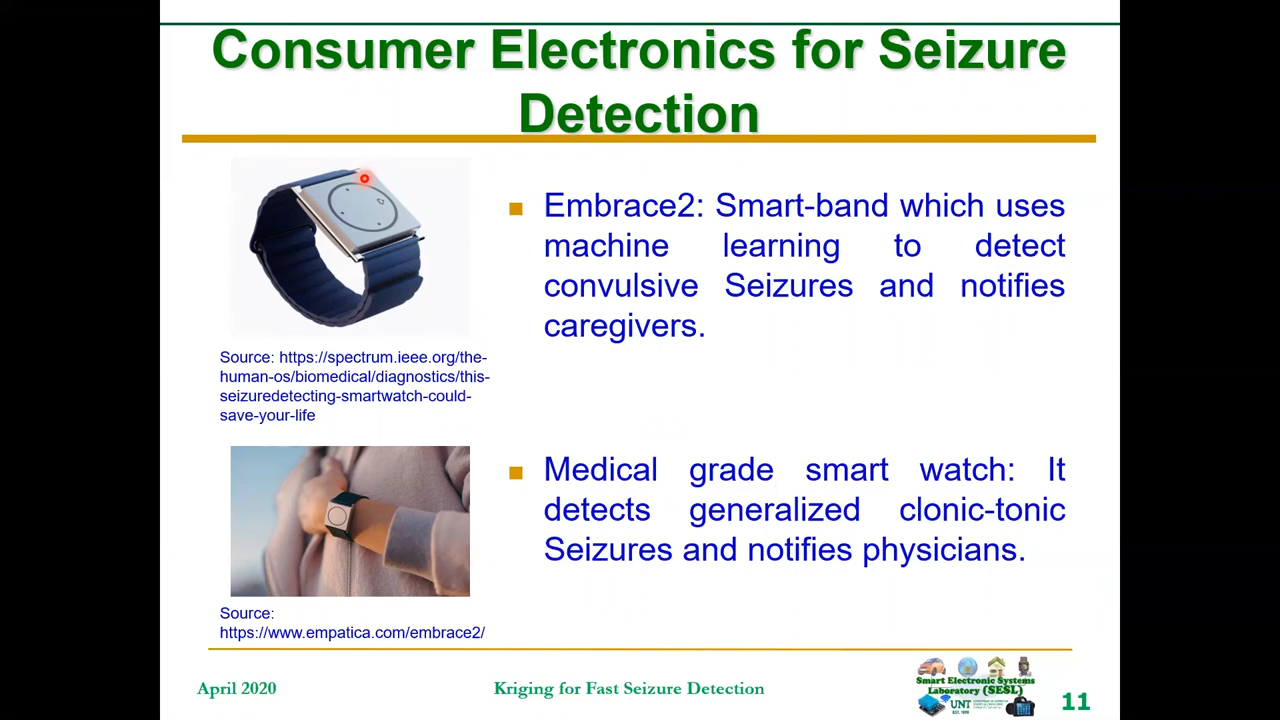 Consumer Electronics for Seizure
Detection
Embrace2: Smart-band which uses
machine learning to detect
convulsive Seizures and notifies
caregivers.
Source: https://spectrum.ieee.org/the-
human-os/biomedical/diagnostics/this-
seizuredetecting-smartwatch-could-
save-your-life
Medical grade smart watch: It
detects generalized clonic-tonic
Seizures and notifies physicians.
Source:
https://www.empatica.com/embrace2/
April 2020
Kriging for Fast Seizure Detection
Smart Electronic Systems
Laboratory (SESL)
UNT
11